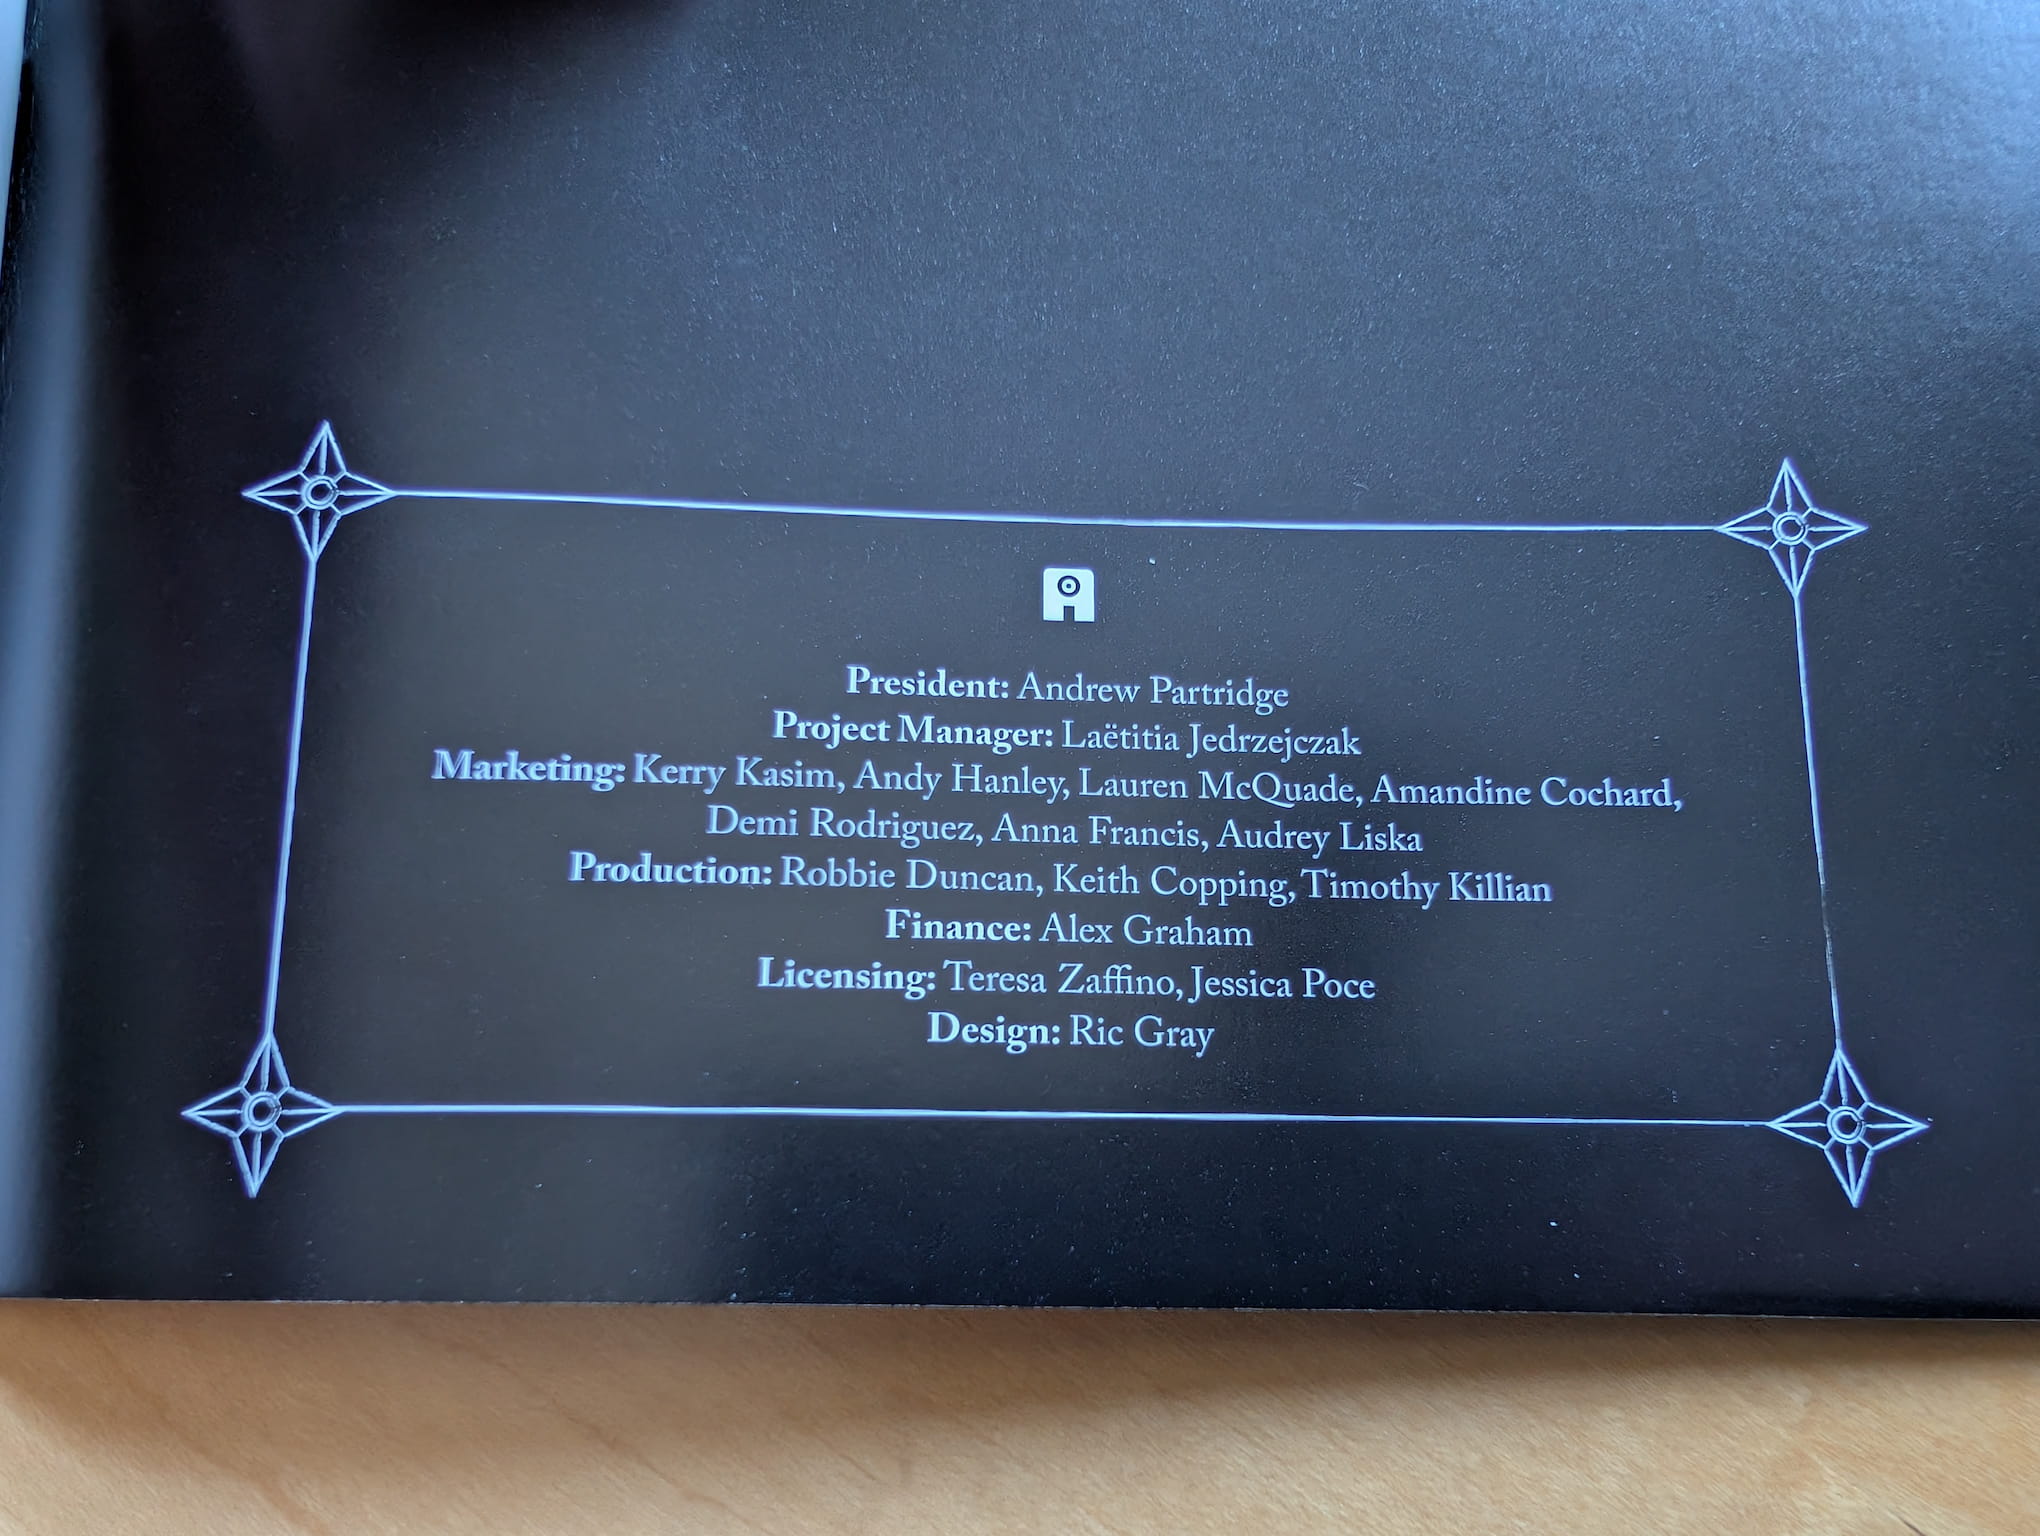 President: Andrew Partridge
Project Manager: Laëtitia Jedrzejczak
Marketing: Kerry Kasim, Andy Hanley, Lauren McQuade, Amandine Cochard,
Demi Rodriguez, Anna Francis, Audrey Liska
Production: Robbie Duncan, Keith Copping, Timothy Killian
Finance: Alex Graham
Licensing: Teresa Zaffino, Jessica Poce
Design: Ric Gray